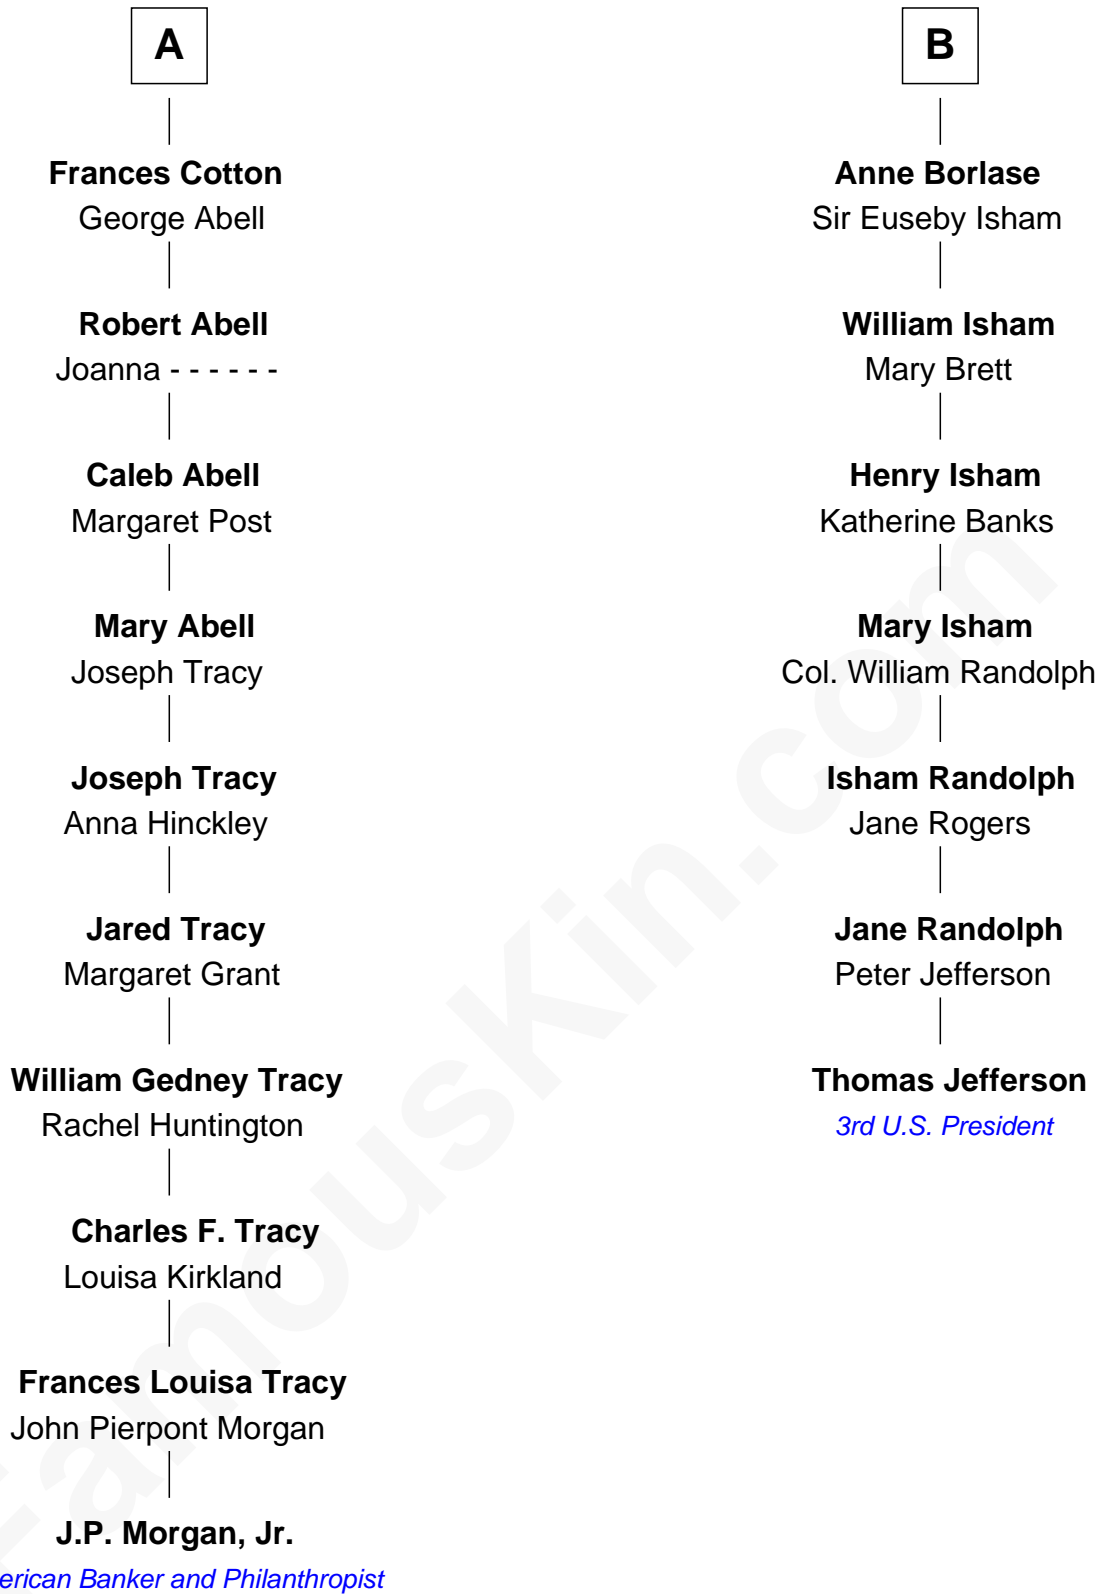 A
Frances Cotton
George Abell
Robert Abell
Joanna - - - - - -
Caleb Abell
Margaret Post
Mary Abell
Joseph Tracy
Joseph Tracy
Anna Hinckley
Jared Tracy
Margaret Grant
William Gedney Tracy
Rachel Huntington
Charles F. Tracy
Louisa Kirkland
Frances Louisa Tracy
John Pierpont Morgan
J.P. Morgan, Jr.
erican Banker and Philanthropist
B
Anne Borlase
Sir Euseby Isham
William Isham
Mary Brett
Henry Isham
Katherine Banks
Mary Isham
Col. William Randolph
Isham Randolph
Jane Rogers
Jane Randolph
Peter Jefferson
Thomas Jefferson
3rd U.S. President
FamousKin.com